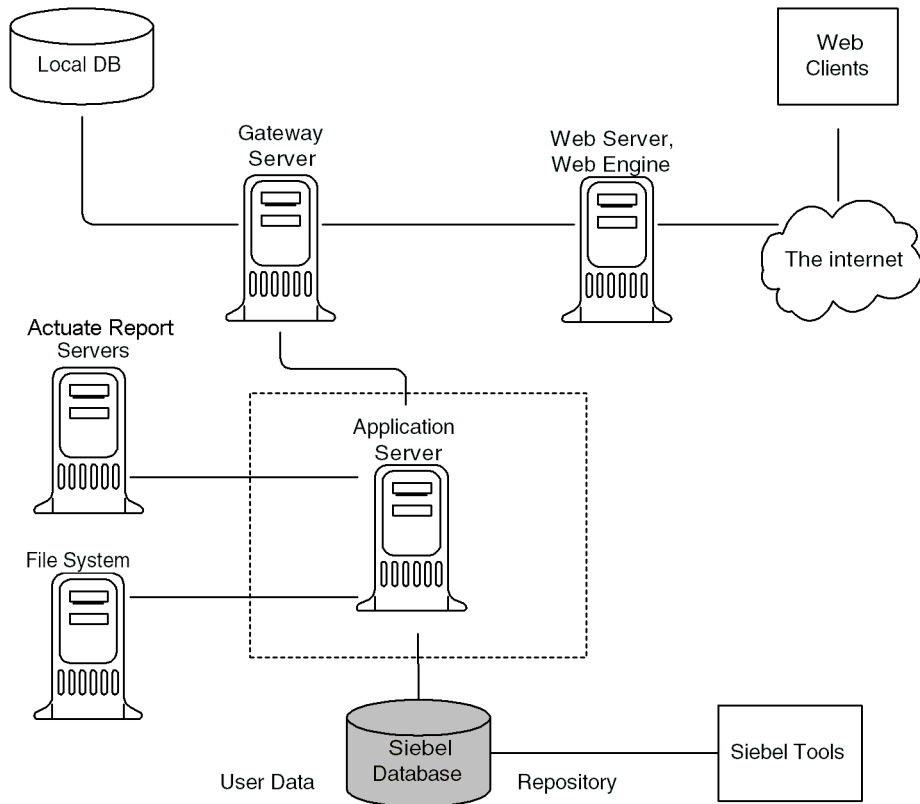 Local DB
Web
Clients
Gateway
Server
Web Server,
Web Engine
The internet
Actuate Report
Servers
Application
Server
File System
Siebel
Database
User Data
Repository
Siebel Tools